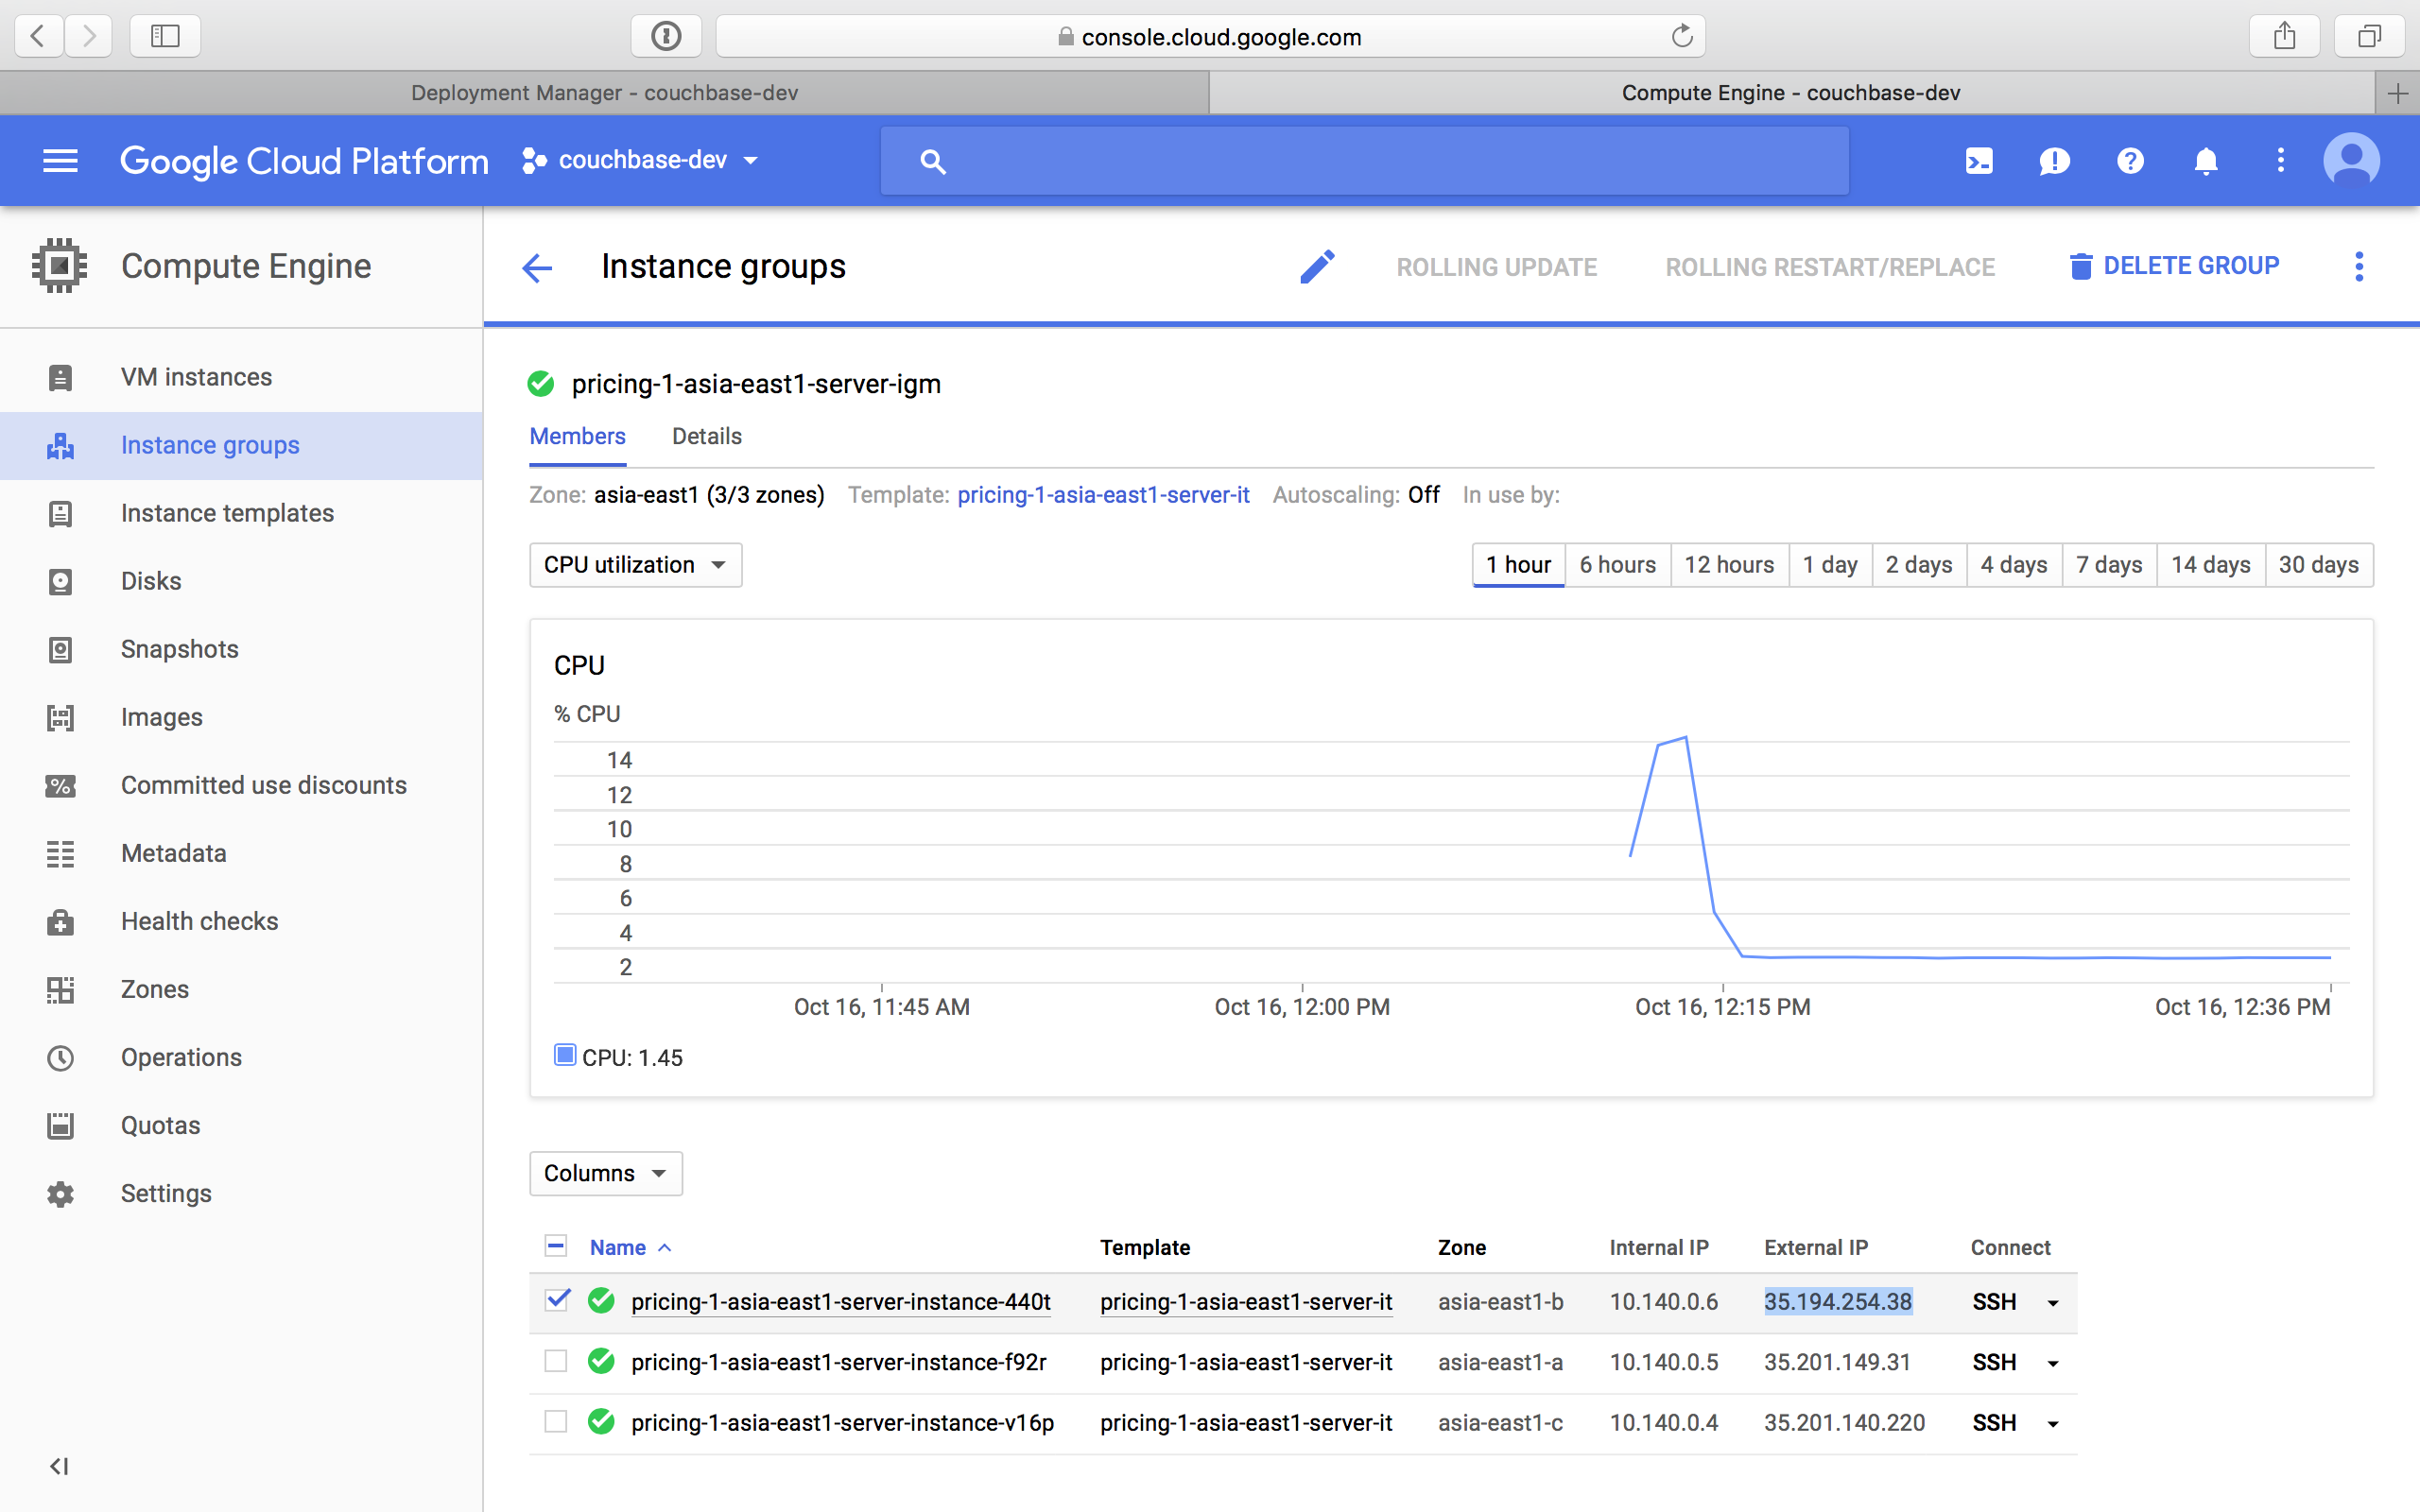 console.cloud.google.com
Deployment Manager - couchbase-dev
Compute Engine - couchbase-dev
Google Cloud Platform
couchbase-dev
Compute Engine
Instance groups
ROLLING UPDATE
ROLLING RESTART/REPLACE
DELETE GROUP
VM instances
Instance groups
Instance templates
Disks
Snapshots
Images
Committed use discounts
Metadata
Health checks
Zones
Operations
Quotas
Settings
pricing-1-asia-east1-server-igm
Members Details
Zone: asia-east1 (3/3 zones) Template: pricing-1-asia-east1-server-it Autoscaling: Off In use by:
CPU utilization
1 hour 6 hours 12 hours 1 day 2 days 4 days 7 days 14 days 30 days
CPU
% CPU
14
12
10
8
6
4
2
Oct 16, 11:45 AM Oct 16, 12:00 PM Oct 16, 12:15 PM Oct 16, 12:36 PM
CPU: 1.45
Columns
Name Template Zone Internal IP External IP Connect
pricing-1-asia-east1-server-instance-440t pricing-1-asia-east1-server-it asia-east1-b 10.140.0.6 35.194.254.38 SSH
pricing-1-asia-east1-server-instance-f92r pricing-1-asia-east1-server-it asia-east1-a 10.140.0.5 35.201.149.31 SSH
pricing-1-asia-east1-server-instance-v16p pricing-1-asia-east1-server-it asia-east1-c 10.140.0.4 35.201.140.220 SSH